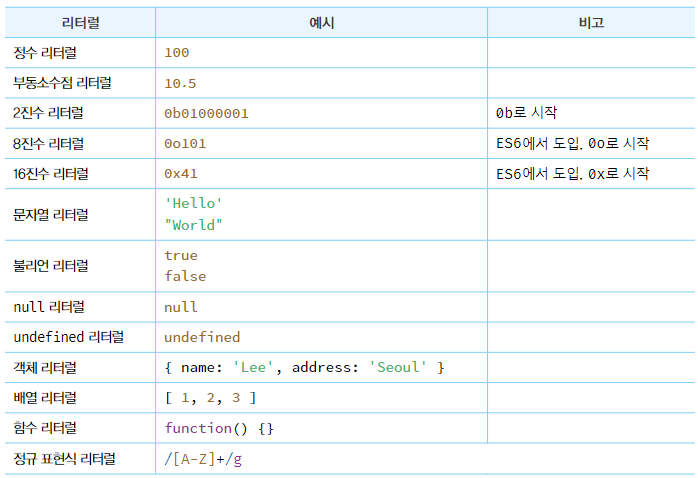 리터럴 예시 비고
정수 리터럴 100
부동소수점 리터럴 10.5
2진수 리터럴 0b01000001 0b로 시작
8진수 리터럴 0o101 ES6에서 도입. 0o로 시작
16진수 리터럴 0x41 ES6에서 도입. 0x로 시작
문자열 리터럴 'Hello'
"World"
불리언 리터럴 true
false
null 리터럴 null
undefined 리터럴 undefined
객체 리터럴 { name: 'Lee', address: 'Seoul' }
배열 리터럴 [ 1, 2, 3 ]
함수 리터럴 function() {}
정규 표현식 리터럴 /[A-Z]+/g